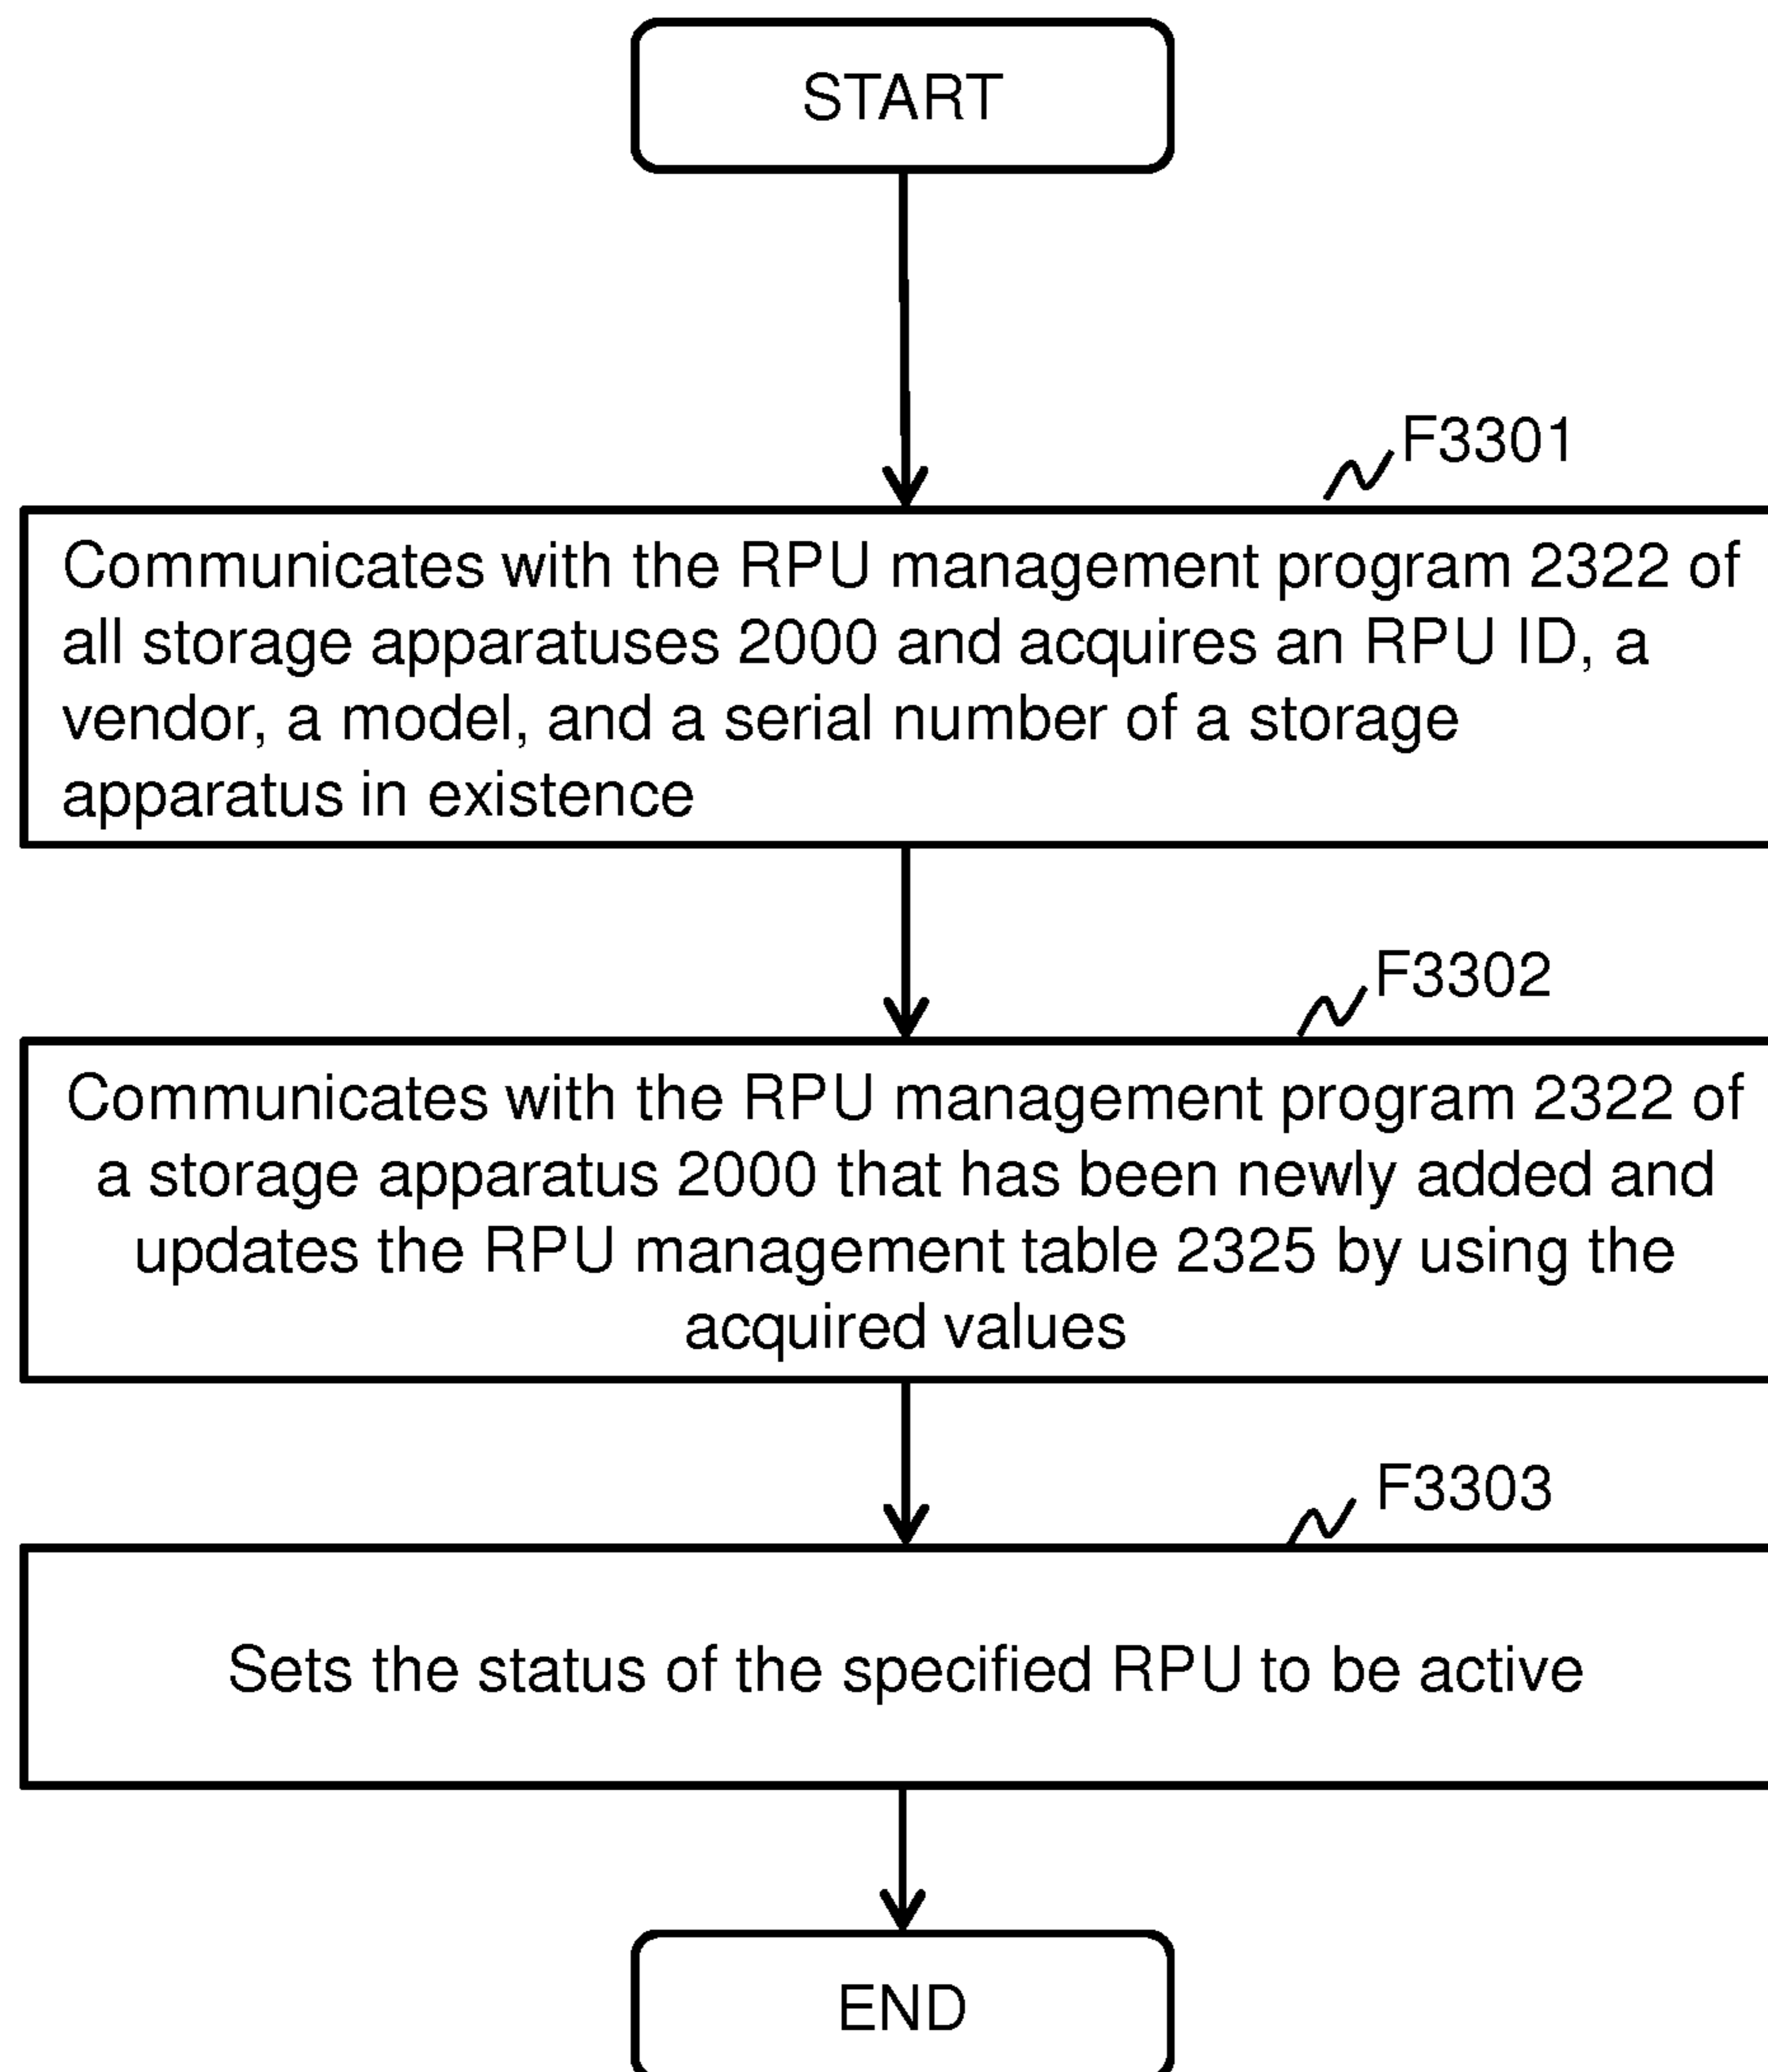 START
F3301
Communicates with the RPU management program 2322 of
all storage apparatuses 2000 and acquires an RPU ID, a
vendor, a model, and a serial number of a storage
apparatus in existence
F3302
Communicates with the RPU management program 2322 of
a storage apparatus 2000 that has been newly added and
updates the RPU management table 2325 by using the
acquired values
F3303
Sets the status of the specified RPU to be active
END